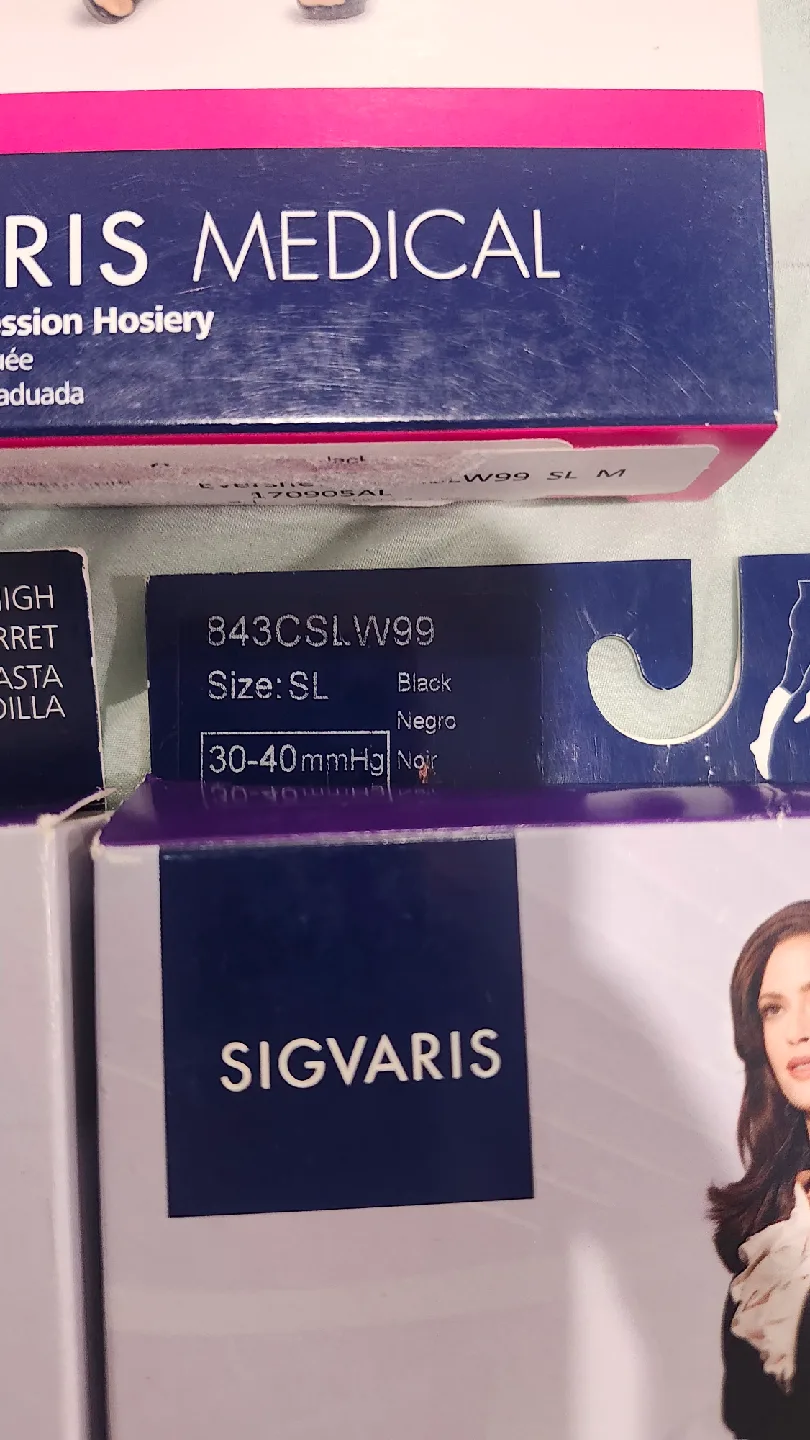 RIS MEDICAL
ession Hosiery
uée
aduada
LW99 SL M
170905AL
IGH
RRET
ASTA
DILLA
843CSLW99
Size: SL
Black
Negro
30-40mmHg
Noir
SIGVARIS